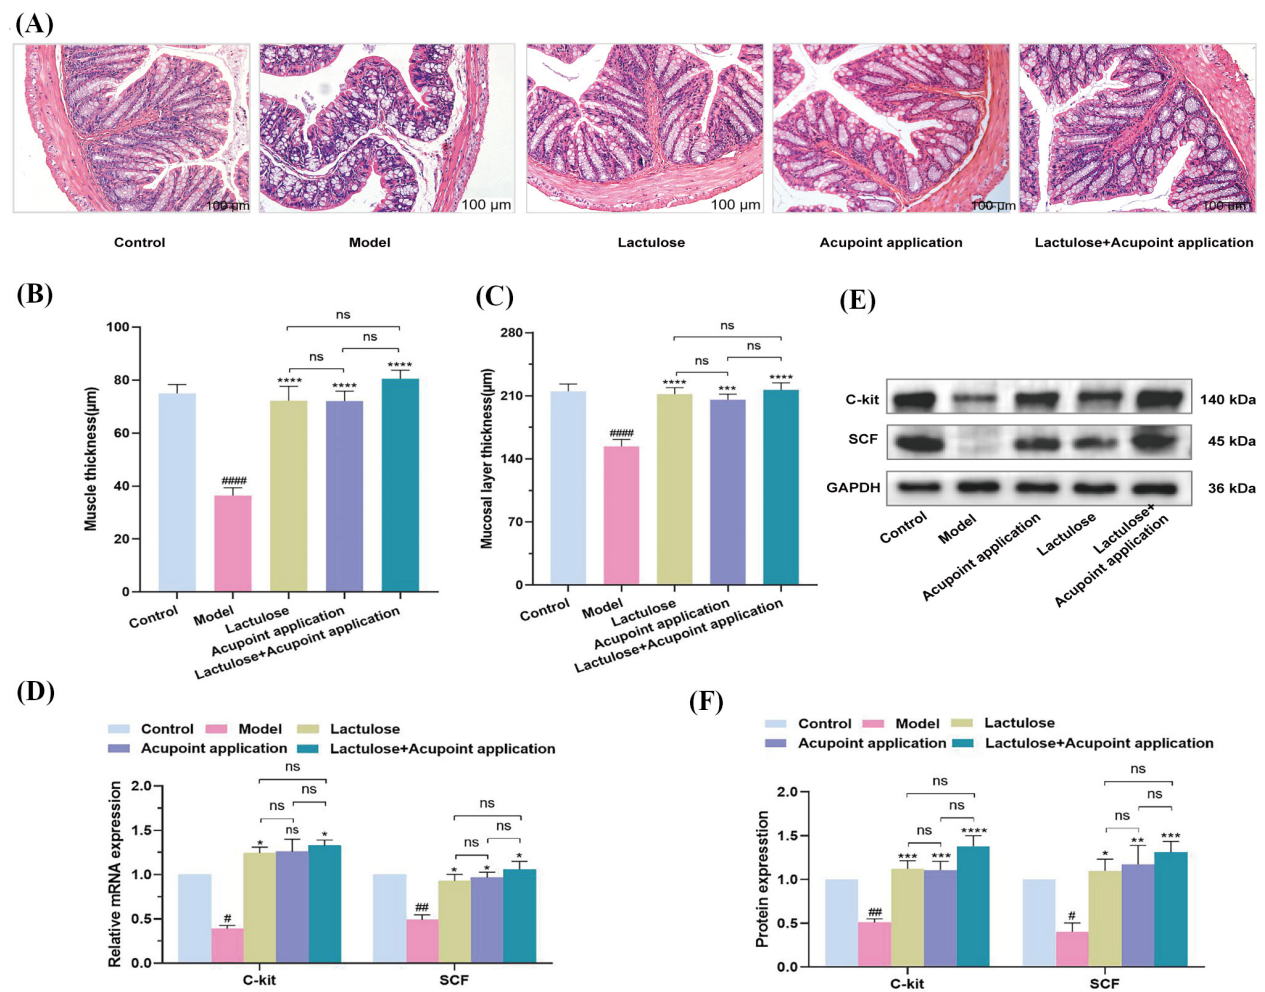 (A)
100 µm
100 µm
100 µm
100 µm
100 µm
Control
Model
Lactulose
Acupoint application
Lactulose+Acupoint application
(B)
Muscle thickness(µm)
100
80
60
40
20
0
####
****
****
****
ns
ns
ns
Control
Model
Lactulose
Acupoint application
Lactulose+Acupoint application
(C)
Mucosal layer thickness(µm)
280
210
140
70
0
####
****
***
****
ns
ns
ns
Control
Model
Lactulose
Acupoint application
Lactulose+Acupoint application
(E)
C-kit
140 kDa
SCF
45 kDa
GAPDH
36 kDa
Control
Model
Acupoint application
Lactulose
Lactulose+
Acupoint application
(D)
Control
Model
Lactulose
Acupoint application
Lactulose+Acupoint application
Relative mRNA expression
2.0
1.5
1.0
0.5
0.0
#
*
ns
*
ns
ns
ns
##
*
*
*
ns
ns
ns
C-kit
SCF
(F)
Control
Model
Lactulose
Acupoint application
Lactulose+Acupoint application
Protein expresstion
2.0
1.5
1.0
0.5
0.0
##
***
***
****
ns
ns
ns
#
*
**
***
ns
ns
ns
C-kit
SCF